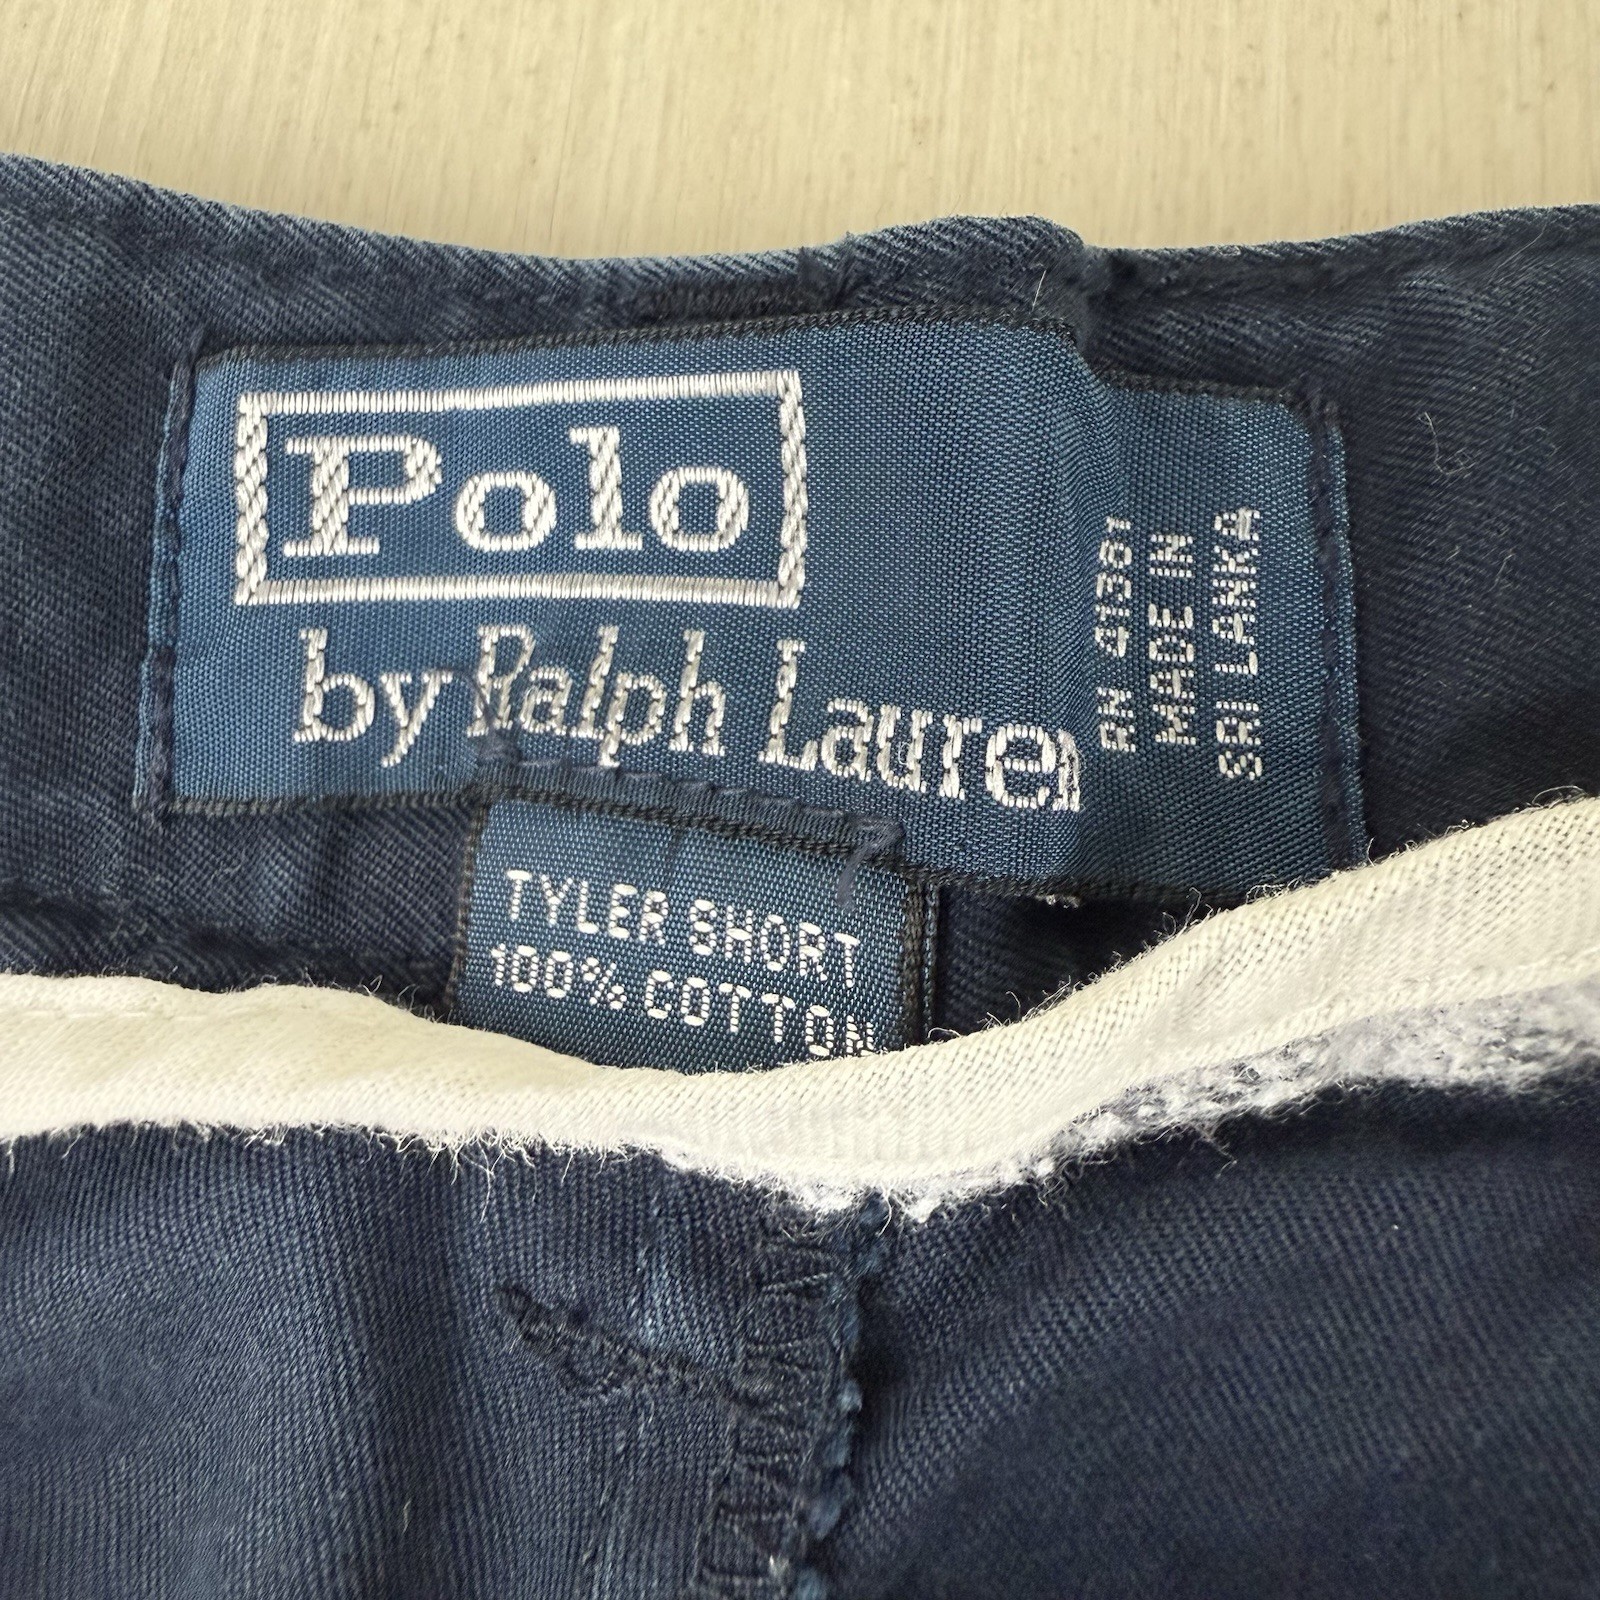 Polo
by Ralph Lauren
RN 41381
MADE IN
SRI LANKA
TYLER SHORT
100% COTTON